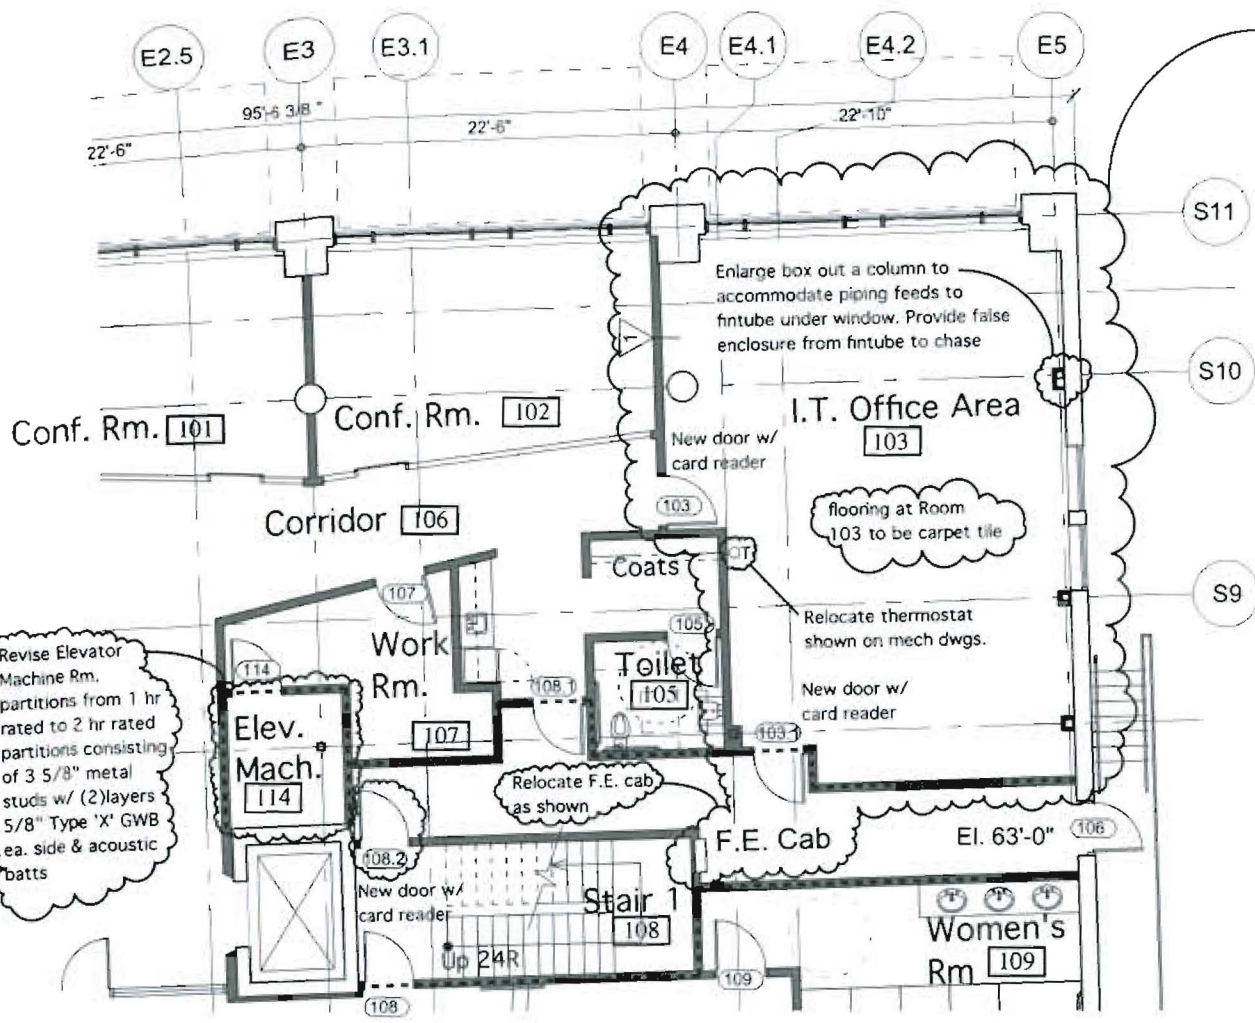 E2.5
E3
E3.1
E4
E4.1
E4.2
E5
95'-6 3/8 "
22'-6"
22'-6"
22'-10"
S11
S10
S9
Enlarge box out a column to
accommodate piping feeds to
fintube under window. Provide false
enclosure from fintube to chase
1
Conf. Rm. 101
Conf. Rm. 102
I.T. Office Area
103
New door w/
card reader
103
flooring at Room
103 to be carpet tile
Corridor 106
Coats
Relocate thermostat
shown on mech dwgs.
107
Work
Rm.
107
105
Toilet
105
108.1
New door w/
card reader
103.1
Revise Elevator
Machine Rm.
partitions from 1 hr
rated to 2 hr rated
partitions consisting
of 3 5/8" metal
studs w/ (2)layers
5/8" Type 'X' GWB
ea. side & acoustic
batts
114
Elev.
Mach.
114
Relocate F.E. cab
as shown
F.E. Cab
El. 63'-0"
106
108.2
New door w/
card reader
Stair 1
108
Up 24R
108
109
Women's
Rm 109